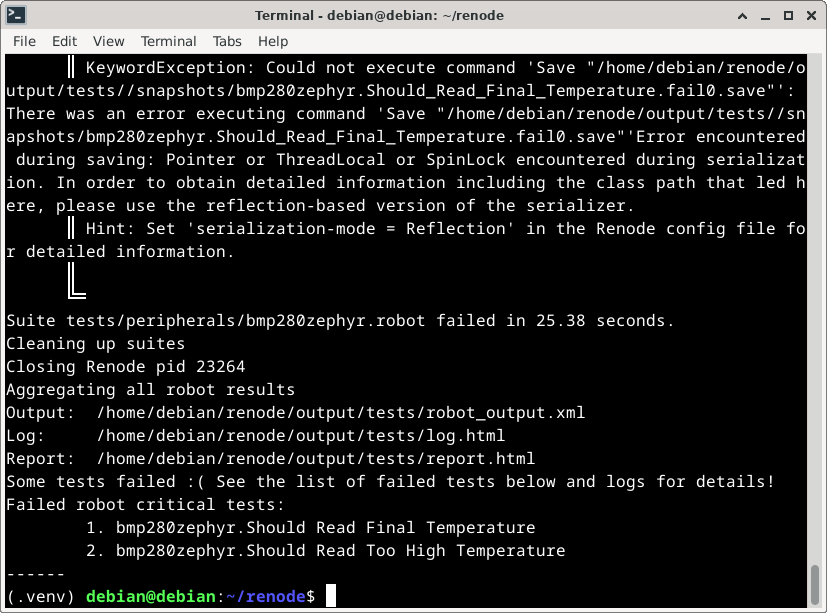 Terminal - debian@debian: ~/renode
File Edit View Terminal Tabs Help
KeywordException: Could not execute command 'Save "/home/debian/renode/o
utput/tests//snapshots/bmp280zephyr.Should_Read_Final_Temperature.fail0.save"':
There was an error executing command 'Save "/home/debian/renode/output/tests//sn
apshots/bmp280zephyr.Should_Read_Final_Temperature.fail0.save"'Error encountered
during saving: Pointer or ThreadLocal or SpinLock encountered during serializat
ion. In order to obtain detailed information including the class path that led h
ere, please use the reflection-based version of the serializer.
Hint: Set 'serialization-mode = Reflection' in the Renode config file fo
r detailed information.
Suite tests/peripherals/bmp280zephyr.robot failed in 25.38 seconds.
Cleaning up suites
Closing Renode pid 23264
Aggregating all robot results
Output:  /home/debian/renode/output/tests/robot_output.xml
Log:     /home/debian/renode/output/tests/log.html
Report:  /home/debian/renode/output/tests/report.html
Some tests failed :( See the list of failed tests below and logs for details!
Failed robot critical tests:
1. bmp280zephyr.Should Read Final Temperature
2. bmp280zephyr.Should Read Too High Temperature
------
(.venv) debian@debian:~/renode$